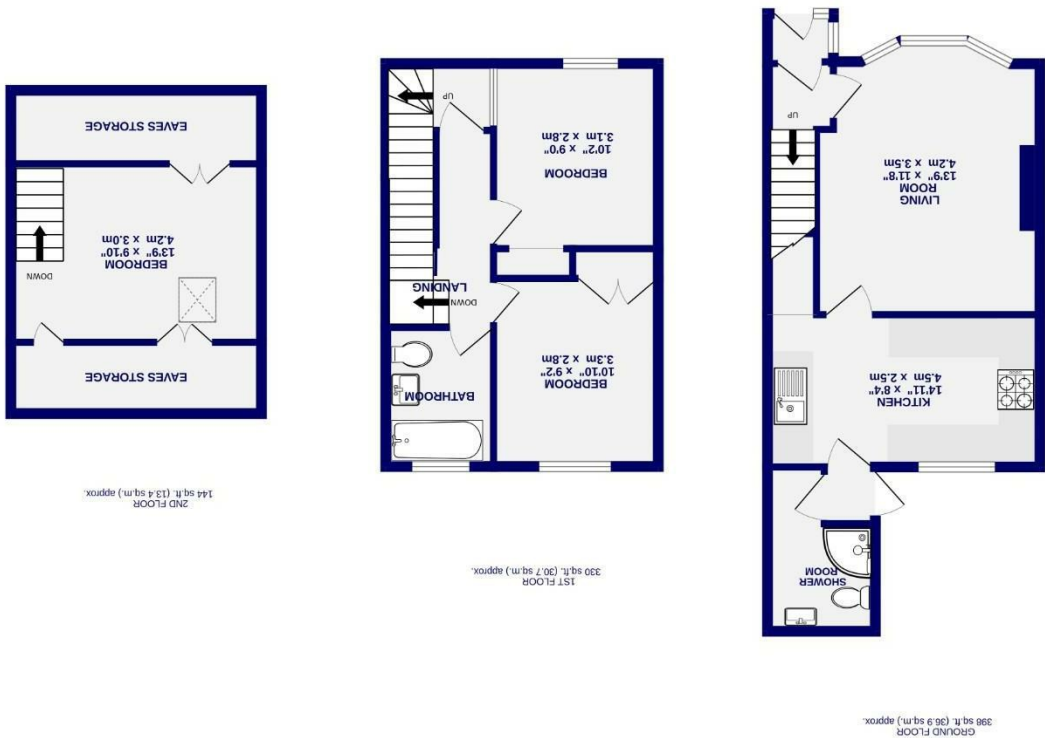 GROUND FLOOR
398 sq.ft. (36.9 sq.m.) approx.
SHOWER
ROOM
KITCHEN
14'11" x 8'4"
4.5m x 2.5m
LIVING
ROOM
13'9" x 11'8"
4.2m x 3.5m
UP
1ST FLOOR
330 sq.ft. (30.7 sq.m.) approx.
BATHROOM
BEDROOM
10'10" x 9'2"
3.3m x 2.8m
DOWN
LANDING
BEDROOM
10'2" x 9'0"
3.1m x 2.8m
UP
2ND FLOOR
144 sq.ft. (13.4 sq.m.) approx.
EAVES STORAGE
DOWN
BEDROOM
13'9" x 9'10"
4.2m x 3.0m
EAVES STORAGE